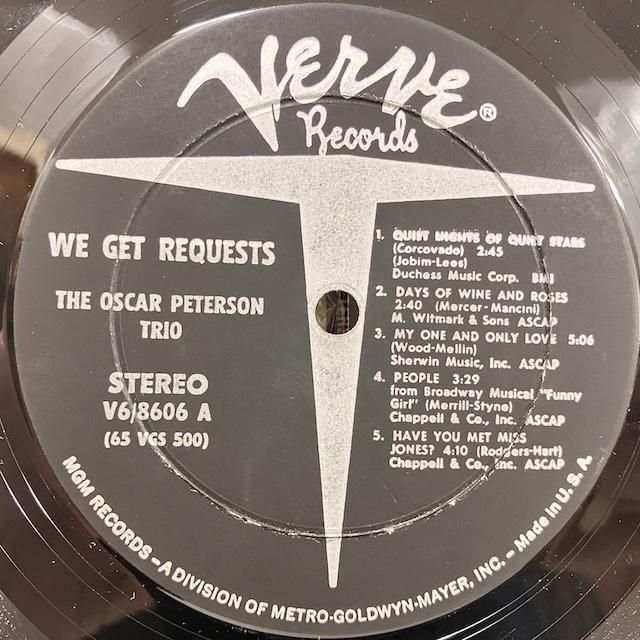 Verve®
Records
WE GET REQUESTS
THE OSCAR PETERSON
TRIO
STEREO
V6/8606 A
(65 VGS 500)
1. QUIET NIGHTS OF QUIET STARS
(Corcovado) 2:45
(Jobim-Lees)
Duchess Music Corp. BMI
2. DAYS OF WINE AND ROSES
2:40 (Mercer-Mancini)
M. Witmark & Sons ASCAP
3. MY ONE AND ONLY LOVE 5:06
(Wood-Mellin)
Sherwin Music, Inc. ASCAP
4. PEOPLE 3:29
from Broadway Musical "Funny
Girl" (Merrill-Styne)
Chappell & Co., Inc. ASCAP
5. HAVE YOU MET MISS
JONES? 4:10 (Rodgers-Hart)
Chappell & Co., Inc. ASCAP
MGM RECORDS – A DIVISION OF METRO-GOLDWYN-MAYER, INC. – Made in U.S.A.